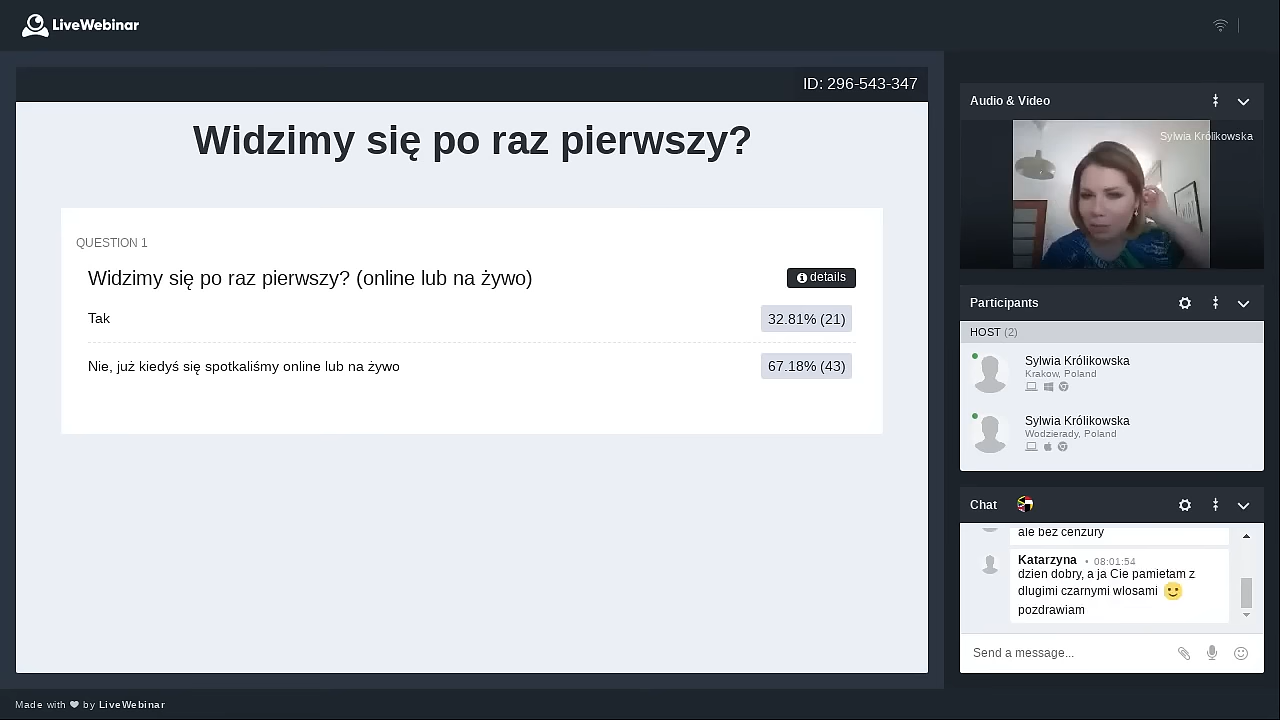 LiveWebinar
ID: 296-543-347
Widzimy się po raz pierwszy?
QUESTION 1
Widzimy się po raz pierwszy? (online lub na żywo)
details
Tak
32.81% (21)
Nie, już kiedyś się spotkaliśmy online lub na żywo
67.18% (43)
Audio & Video
Sylwia Królikowska
Participants
HOST (2)
Sylwia Królikowska
Krakow, Poland
Sylwia Królikowska
Wodzierady, Poland
Chat
ale bez cenzury
Katarzyna • 08:01:54
dzien dobry, a ja Cie pamietam z
dlugimi czarnymi wlosami
pozdrawiam
Send a message...
Made with by LiveWebinar